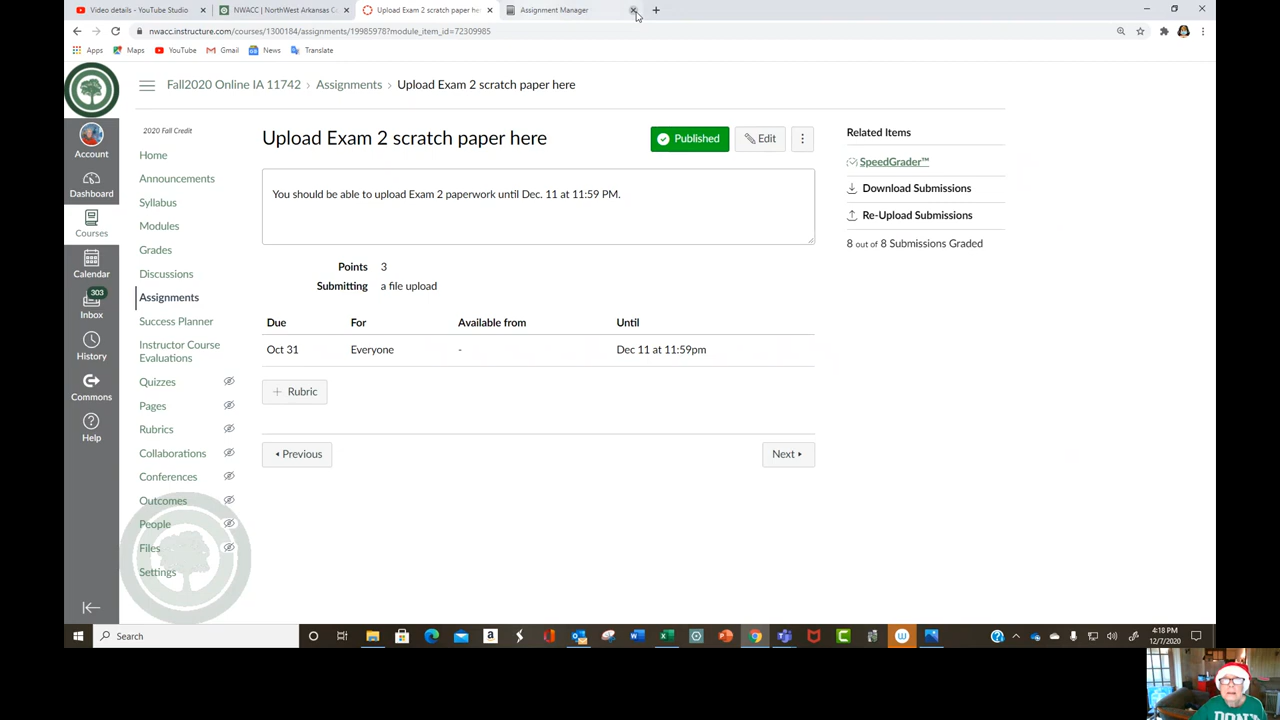 Video details - YouTube Studio
NWACC | NorthWest Arkansas C
Upload Exam 2 scratch paper he
Assignment Manager
nwacc.instructure.com/courses/1300184/assignments/19985978?module_item_id=72309985
Apps
Maps
YouTube
Gmail
News
Translate
Fall2020 Online IA 11742 › Assignments › Upload Exam 2 scratch paper here
Account
Dashboard
Courses
Calendar
303
Inbox
History
Commons
Help
2020 Fall Credit
Home
Announcements
Syllabus
Modules
Grades
Discussions
Assignments
Success Planner
Instructor Course
Evaluations
Quizzes
Pages
Rubrics
Collaborations
Conferences
Outcomes
People
Files
Settings
Upload Exam 2 scratch paper here
Published
Edit
You should be able to upload Exam 2 paperwork until Dec. 11 at 11:59 PM.
Points 3
Submitting a file upload
Due For Available from Until
Oct 31 Everyone - Dec 11 at 11:59pm
+ Rubric
Previous
Next
Related Items
SpeedGrader™
Download Submissions
Re-Upload Submissions
8 out of 8 Submissions Graded
Search
4:18 PM
12/7/2020